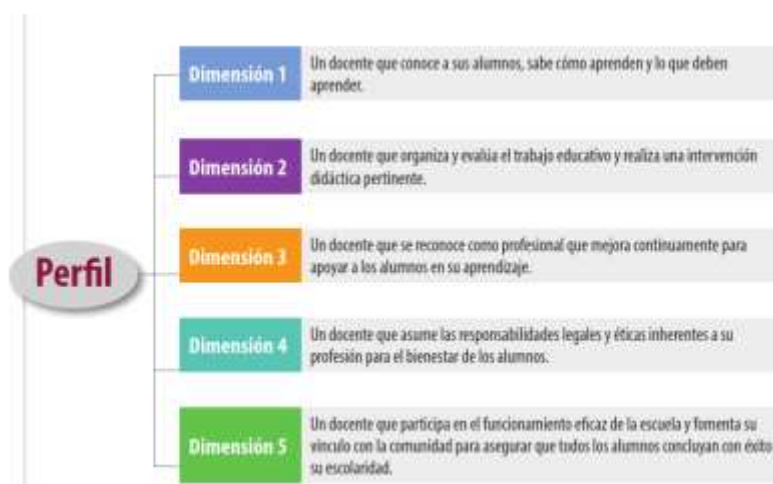 Perfil
Dimensión 1
Un docente que conoce a sus alumnos, sabe cómo aprenden y lo que deben
aprender.
Dimensión 2
Un docente que organiza y evalúa el trabajo educativo y realiza una intervención
didáctica pertinente.
Dimensión 3
Un docente que se reconoce como profesional que mejora continuamente para
apoyar a los alumnos en su aprendizaje.
Dimensión 4
Un docente que asume las responsabilidades legales y éticas inherentes a su
profesión para el bienestar de los alumnos.
Dimensión 5
Un docente que participa en el funcionamiento eficaz de la escuela y fomenta su
vínculo con la comunidad para asegurar que todos los alumnos concluyan con éxito
su escolaridad.